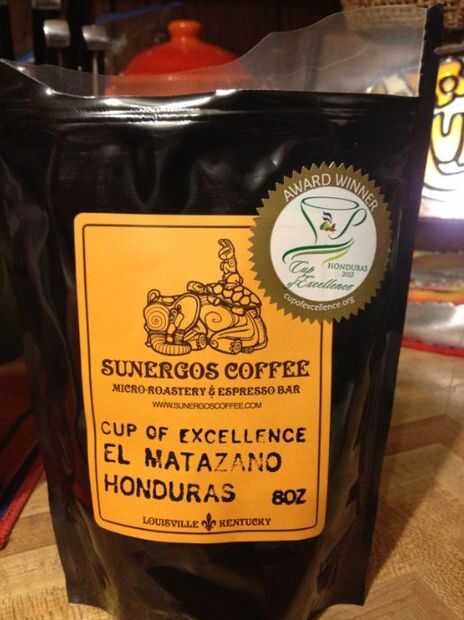 AWARD WINNER
Cup
of Excellence
HONDURAS
cupofexcellence.org
SUNERGOS COFFEE
MICRO-ROASTERY & ESPRESSO BAR
WWW.SUNERGOSCOFFEE.COM
CUP OF EXCELLENCE
EL MATAZANO
HONDURAS 8OZ
LOUISVILLE KENTUCKY